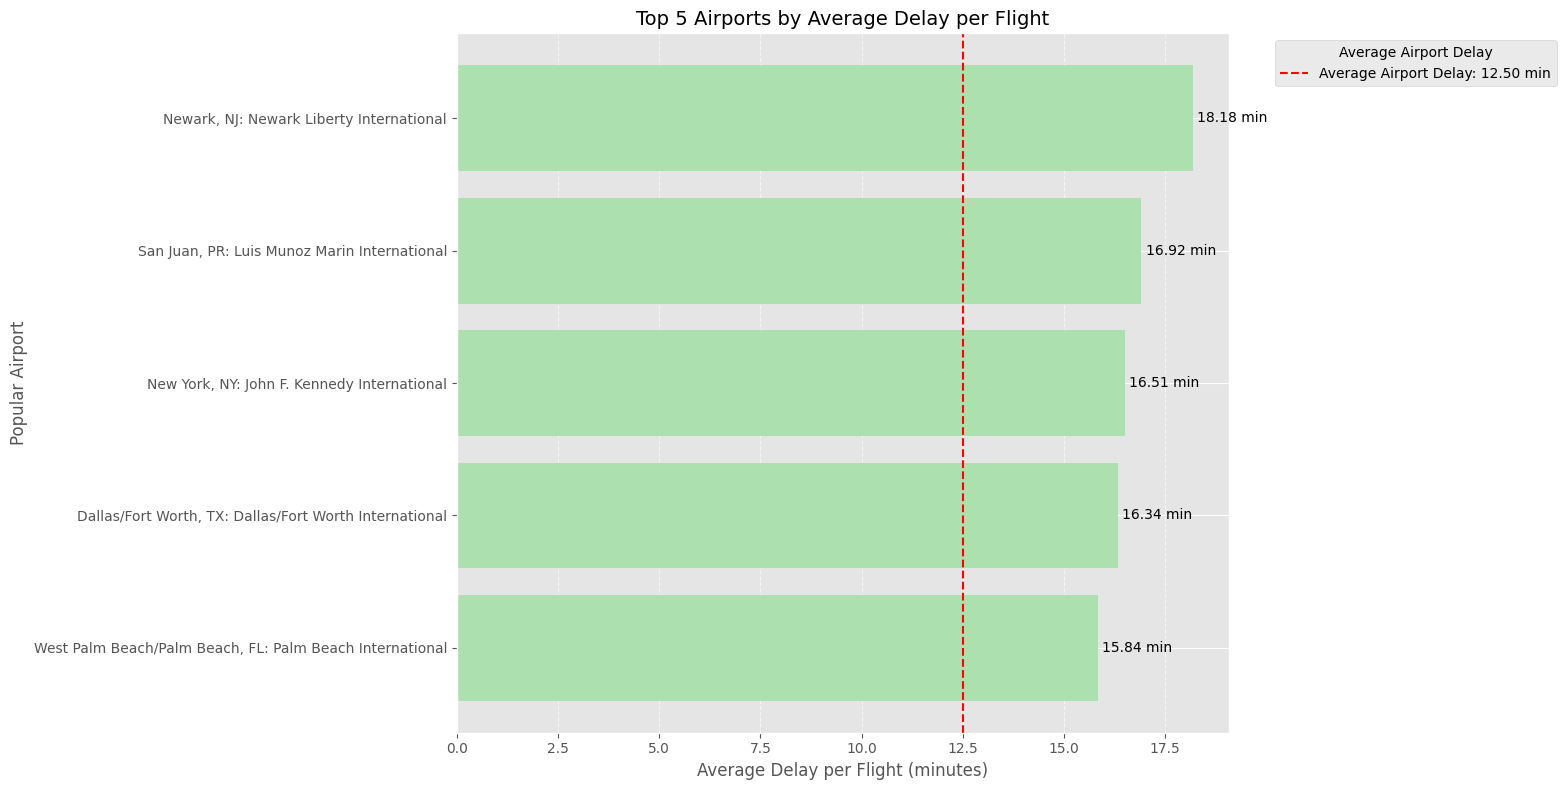 Top 5 Airports by Average Delay per Flight
Average Airport Delay
Average Airport Delay: 12.50 min
Popular Airport
Newark, NJ: Newark Liberty International
18.18 min
San Juan, PR: Luis Munoz Marin International
16.92 min
New York, NY: John F. Kennedy International
16.51 min
Dallas/Fort Worth, TX: Dallas/Fort Worth International
16.34 min
West Palm Beach/Palm Beach, FL: Palm Beach International
15.84 min
0.0 2.5 5.0 7.5 10.0 12.5 15.0 17.5
Average Delay per Flight (minutes)